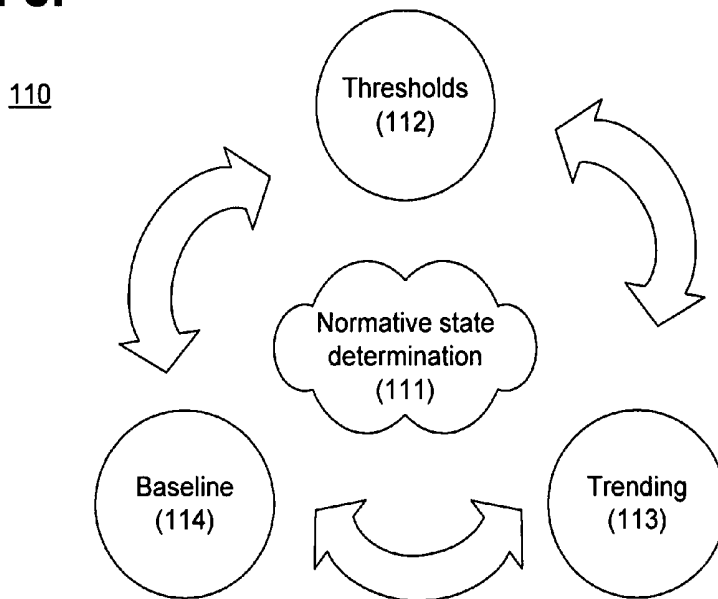 110
Thresholds
(112)
Normative state
determination
(111)
Baseline
(114)
Trending
(113)